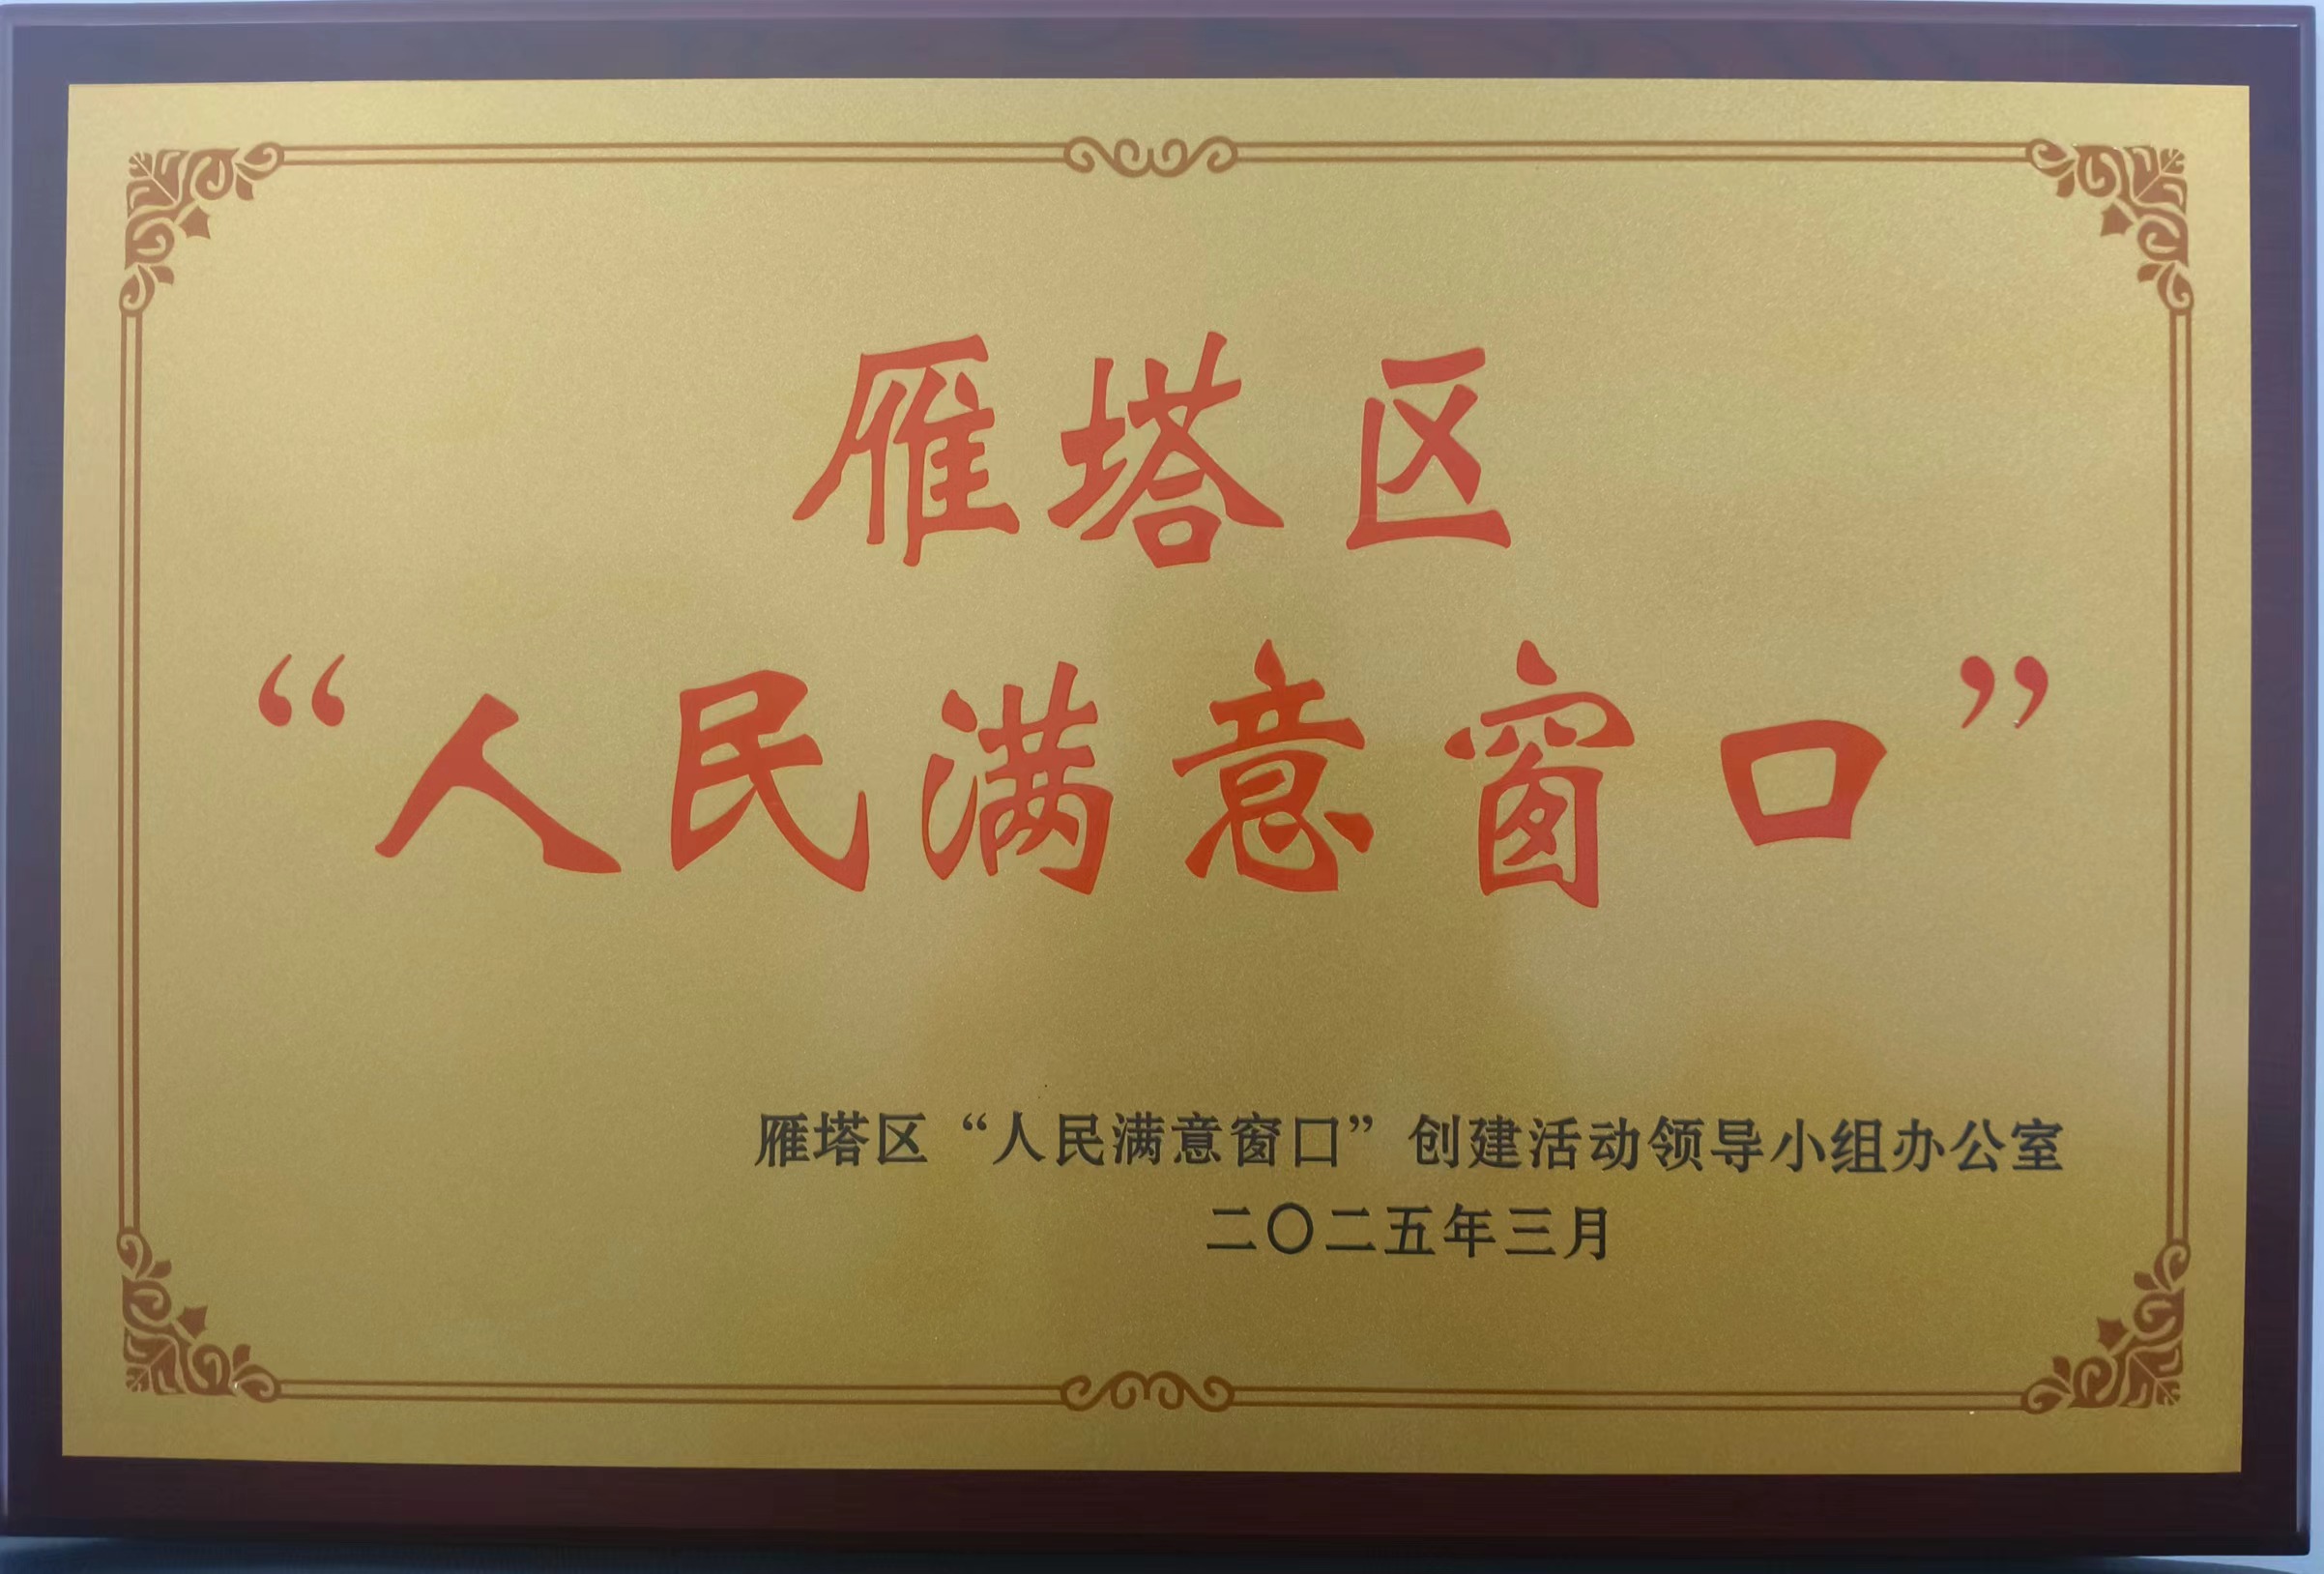 雁塔区
“人民满意窗口”
雁塔区“人民满意窗口”创建活动领导小组办公室
二〇二五年三月